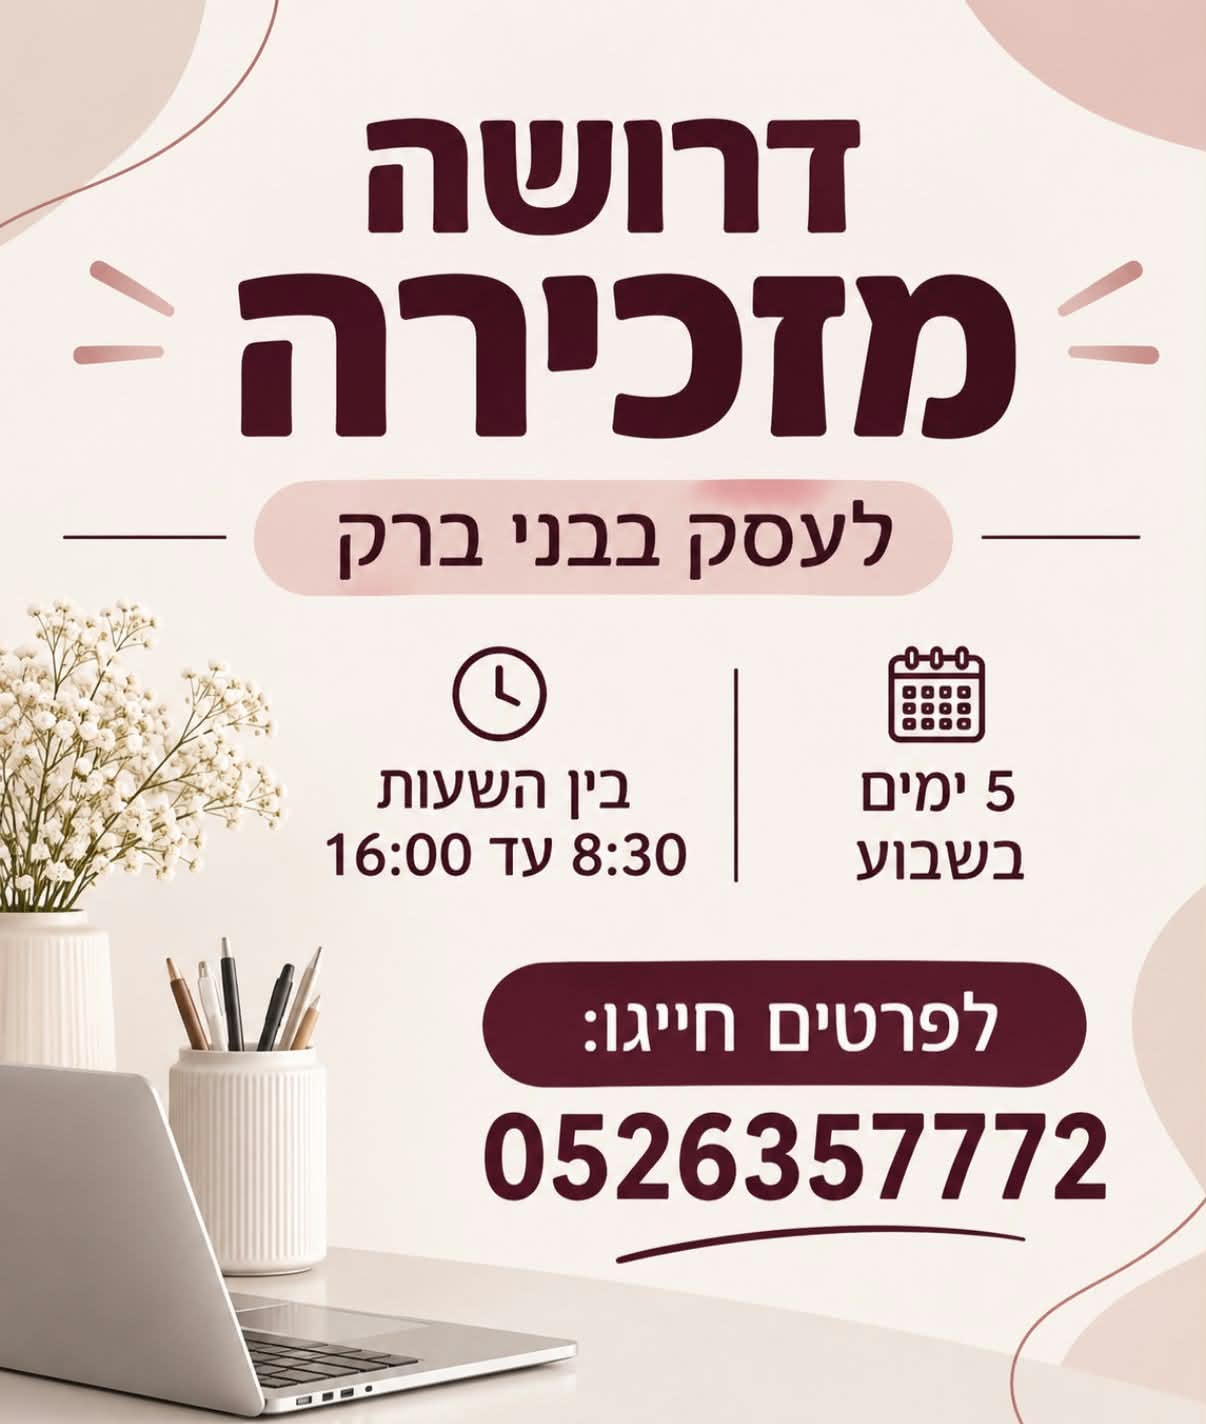 דרושה
מזכירה
לעסק בבני ברק
5 ימים
בשבוע
בין השעות
8:30 עד 16:00
לפרטים חייגו:
0526357772